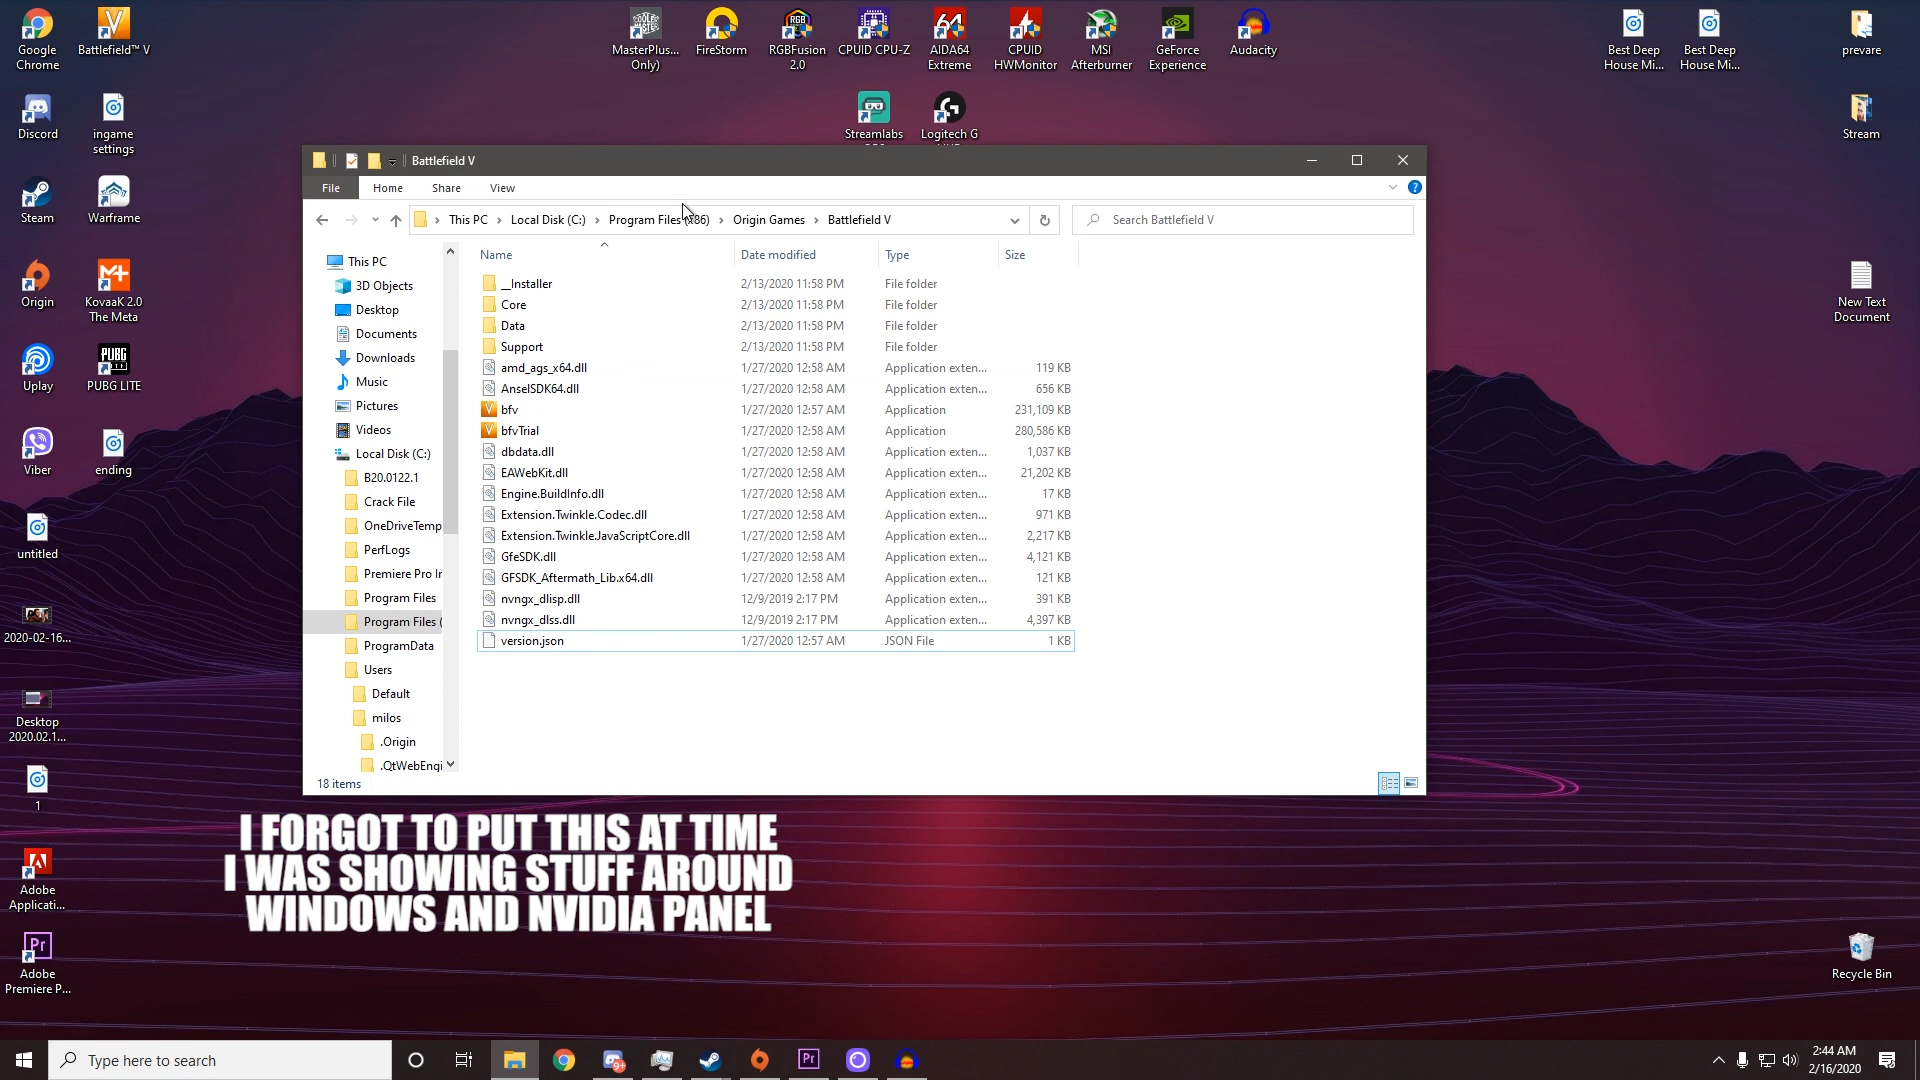 Google
Chrome
Battlefield™ V
Discord
ingame
settings
Steam
Warframe
Origin
KovaaK 2.0
The Meta
Uplay
PUBG LITE
Viber
ending
untitled
2020-02-16...
Desktop
2020.02.1...
1
Adobe
Applicati...
Adobe
Premiere P...
MasterPlus...
Only)
FireStorm
RGBFusion
2.0
CPUID CPU-Z
AIDA64
Extreme
CPUID
HWMonitor
MSI
Afterburner
GeForce
Experience
Audacity
Streamlabs
Logitech G
Best Deep
House Mi...
Best Deep
House Mi...
prevare
Stream
New Text
Document
Recycle Bin
Battlefield V
File Home Share View
This PC > Local Disk (C:) > Program Files (x86) > Origin Games > Battlefield V
Search Battlefield V
This PC
3D Objects
Desktop
Documents
Downloads
Music
Pictures
Videos
Local Disk (C:)
B20.0122.1
Crack File
OneDriveTemp
PerfLogs
Premiere Pro Ir
Program Files
Program Files (
ProgramData
Users
Default
milos
.Origin
.QtWebEngi
Name Date modified Type Size
__Installer 2/13/2020 11:58 PM File folder
Core 2/13/2020 11:58 PM File folder
Data 2/13/2020 11:58 PM File folder
Support 2/13/2020 11:58 PM File folder
amd_ags_x64.dll 1/27/2020 12:58 AM Application exten... 119 KB
AnselSDK64.dll 1/27/2020 12:58 AM Application exten... 656 KB
bfv 1/27/2020 12:57 AM Application 231,109 KB
bfvTrial 1/27/2020 12:58 AM Application 280,586 KB
dbdata.dll 1/27/2020 12:58 AM Application exten... 1,037 KB
EAWebKit.dll 1/27/2020 12:58 AM Application exten... 21,202 KB
Engine.BuildInfo.dll 1/27/2020 12:58 AM Application exten... 17 KB
Extension.Twinkle.Codec.dll 1/27/2020 12:58 AM Application exten... 971 KB
Extension.Twinkle.JavaScriptCore.dll 1/27/2020 12:58 AM Application exten... 2,217 KB
GfeSDK.dll 1/27/2020 12:58 AM Application exten... 4,121 KB
GFSDK_Aftermath_Lib.x64.dll 1/27/2020 12:58 AM Application exten... 121 KB
nvngx_dlisp.dll 12/9/2019 2:17 PM Application exten... 391 KB
nvngx_dlss.dll 12/9/2019 2:17 PM Application exten... 4,397 KB
version.json 1/27/2020 12:57 AM JSON File 1 KB
18 items
I FORGOT TO PUT THIS AT TIME
I WAS SHOWING STUFF AROUND
WINDOWS AND NVIDIA PANEL
Type here to search
2:44 AM
2/16/2020